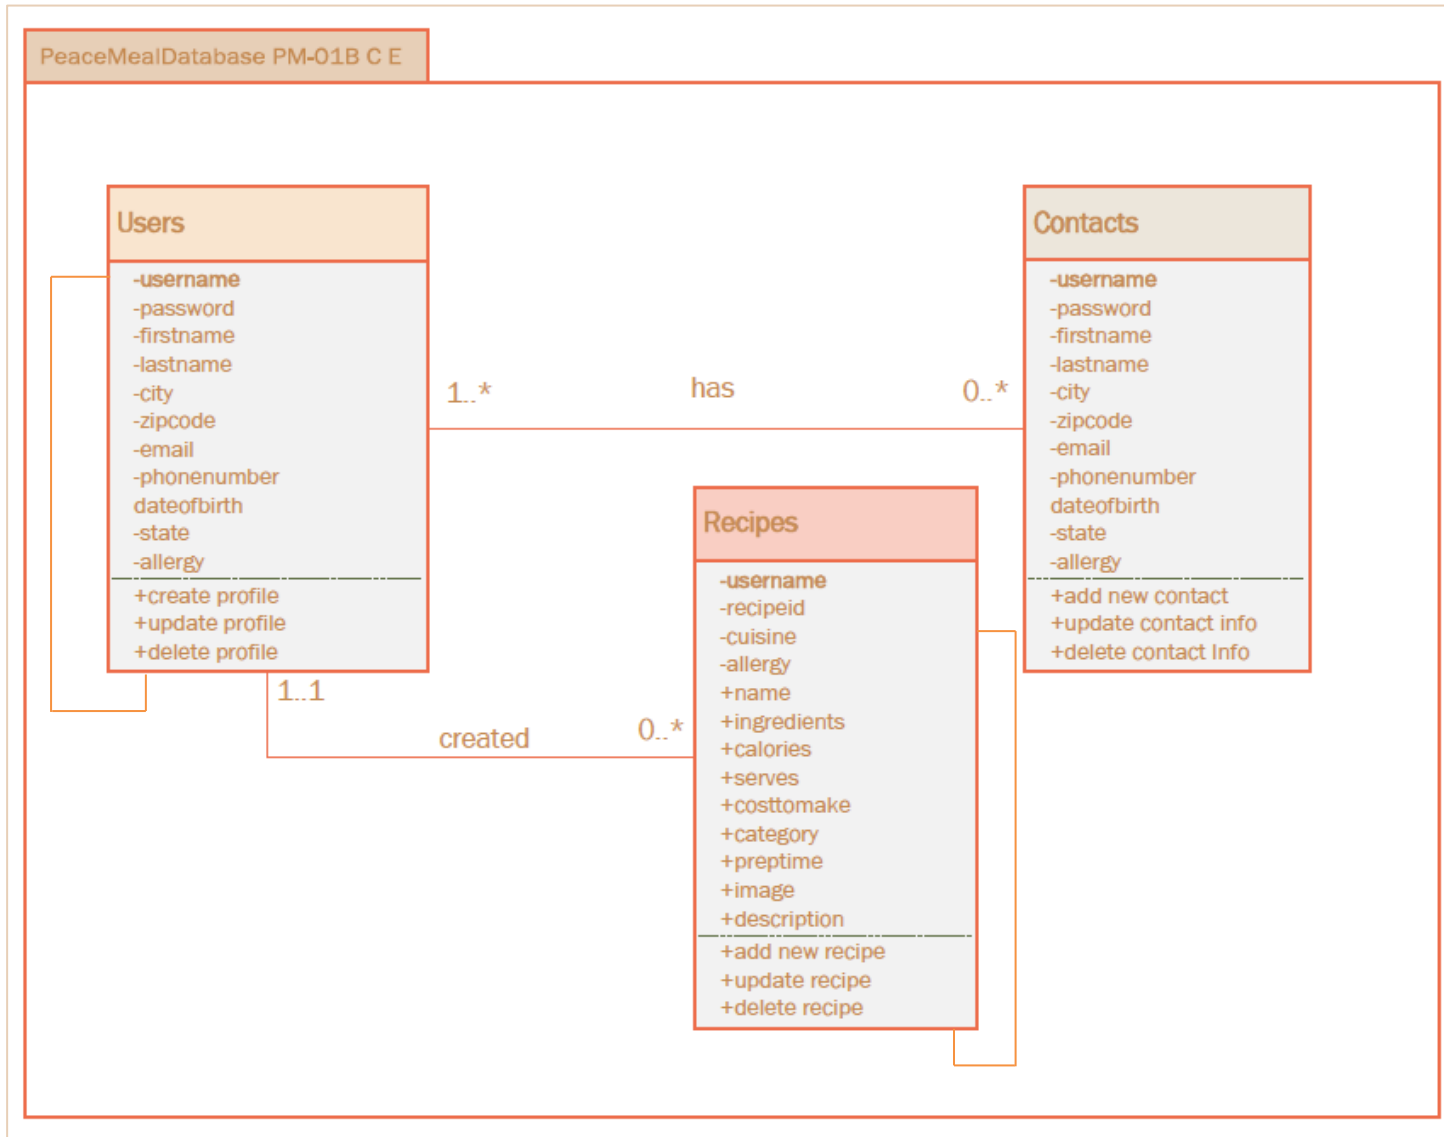 PeaceMealDatabase PM-01B C E
Users
-username
-password
-firstname
-lastname
-city
-zipcode
-email
-phonenumber
dateofbirth
-state
-allergy
+create profile
+update profile
+delete profile
1..*
has
0..*
Contacts
-username
-password
-firstname
-lastname
-city
-zipcode
-email
-phonenumber
dateofbirth
-state
-allergy
+add new contact
+update contact info
+delete contact Info
1..1
created
0..*
Recipes
-username
-recipeid
-cuisine
-allergy
+name
+ingredients
+calories
+serves
+costtomake
+category
+preptime
+image
+description
+add new recipe
+update recipe
+delete recipe